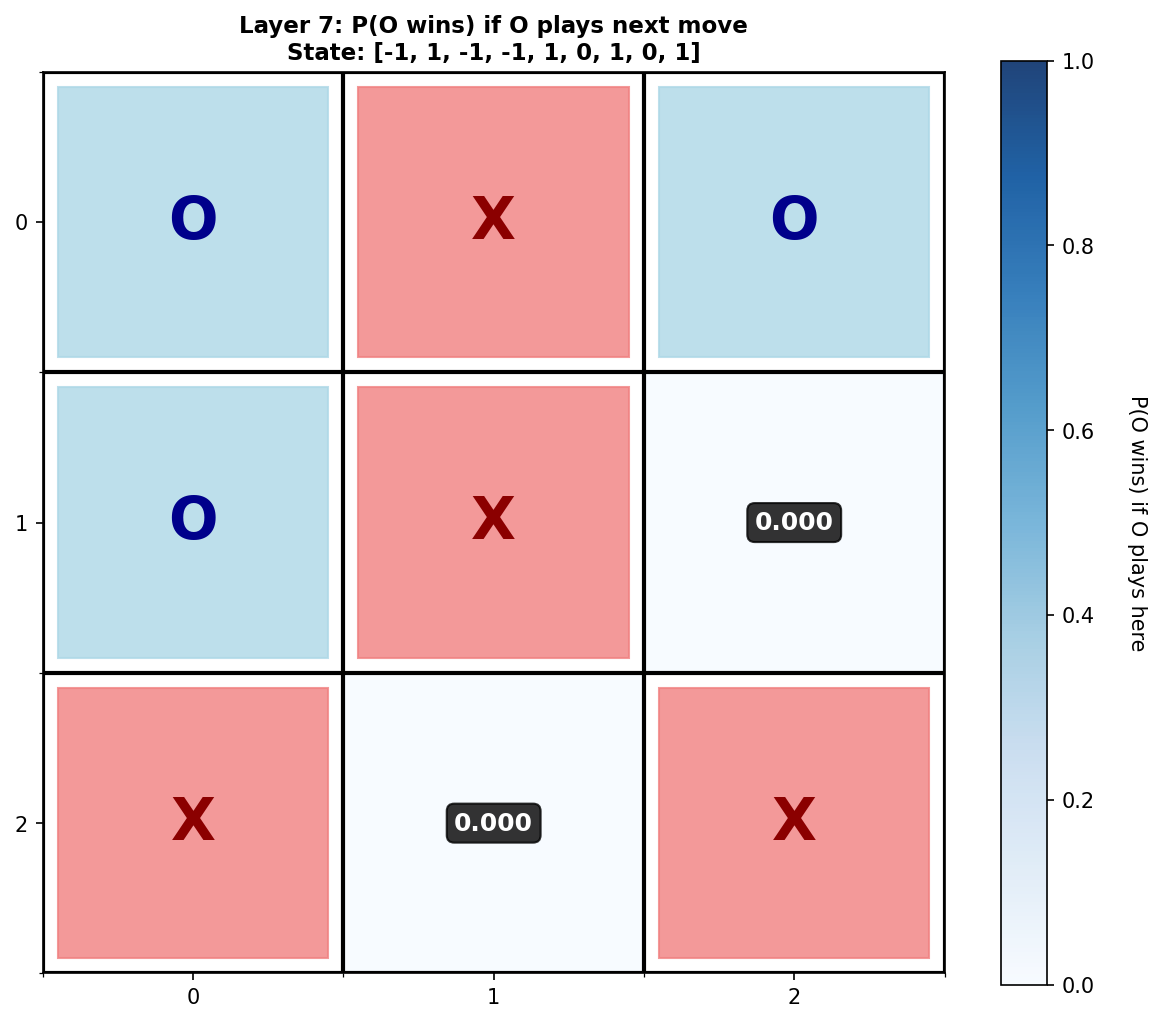 Layer 7: P(O wins) if O plays next move
State: [-1, 1, -1, -1, 1, 0, 1, 0, 1]
0
O
X
O
1
O
X
0.000
2
X
0.000
X
0
1
2
1.0
0.8
0.6
0.4
0.2
0.0
P(O wins) if O plays here